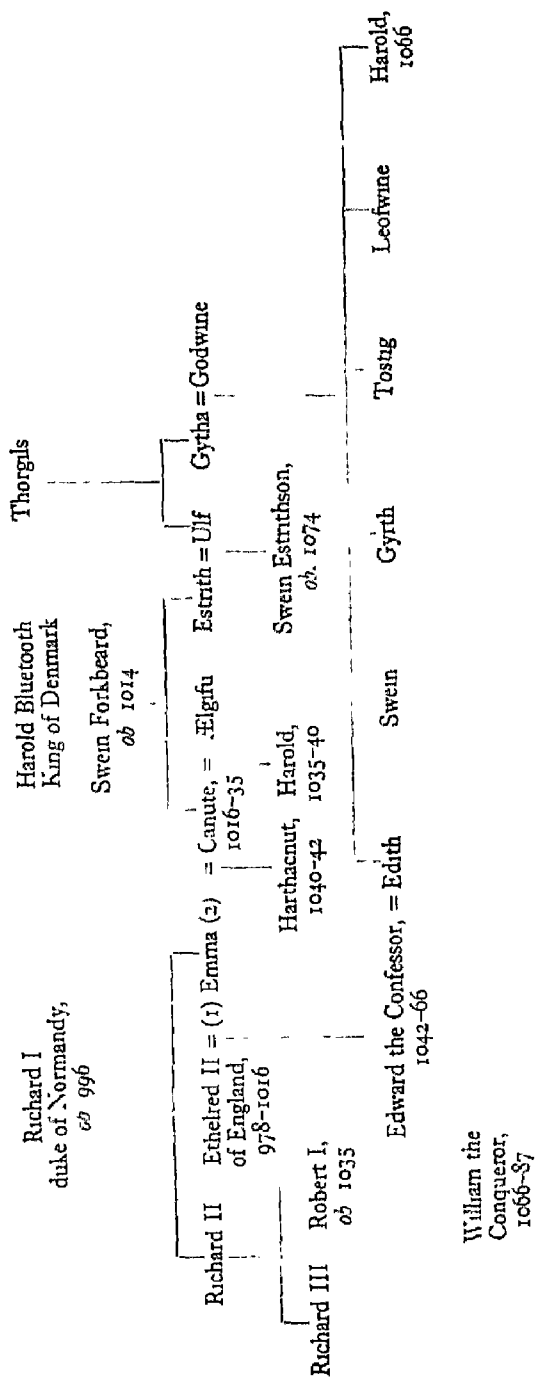 Richard I
duke of Normandy,
ob 996
Harold Bluetooth
King of Denmark
Swein Forkbeard,
ob 1014
Thorgils
Richard II
Ethelred II = (1) Emma (2) = Canute, = Ælgifu
of England,
978–1016
1016–35
Estrith = Ulf
Gytha = Godwine
Richard III
Robert I,
ob 1035
Harthacnut,
1040–42
Harold,
1035–40
Swein Estrithson,
ob. 1074
William the
Conqueror,
1066–87
Edward the Confessor, = Edith
1042–66
Swein
Gyrth
Tostig
Leofwine
Harold,
1066